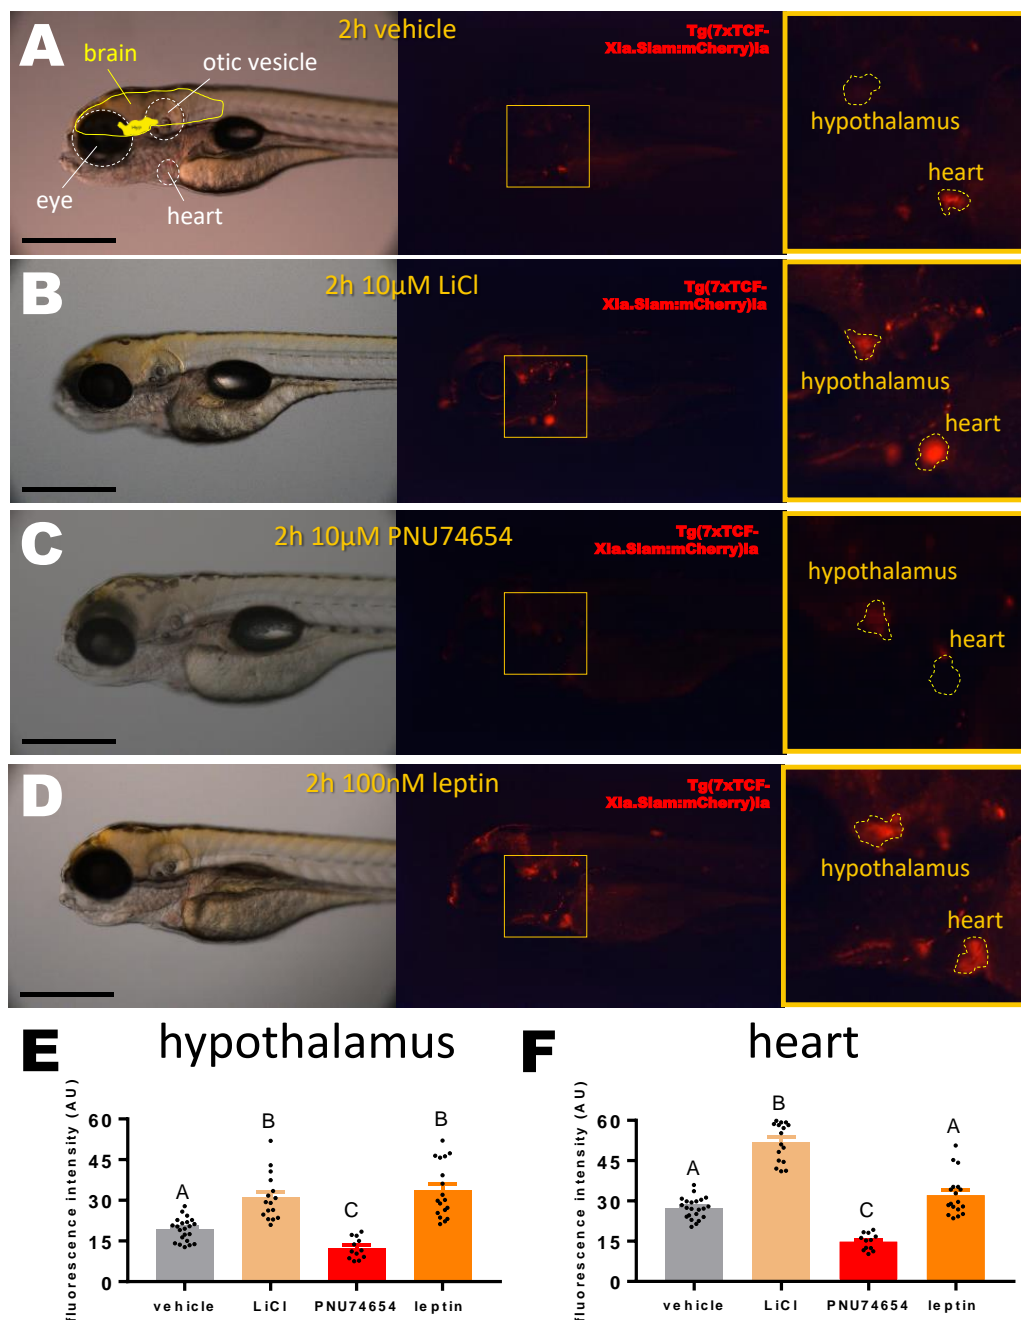 A
2h vehicle
Tg(7xTCF-
Xla.Siam:mCherry)ia
brain
otic vesicle
eye
heart
hypothalamus
heart
B
2h 10µM LiCl
Tg(7xTCF-
Xla.Siam:mCherry)ia
hypothalamus
heart
C
2h 10µM PNU74654
Tg(7xTCF-
Xla.Siam:mCherry)ia
hypothalamus
heart
D
2h 100nM leptin
Tg(7xTCF-
Xla.Siam:mCherry)ia
hypothalamus
heart
E
hypothalamus
fluorescence intensity (AU)
60
45
30
15
0
A
B
C
B
vehicle
LiCl
PNU74654
leptin
F
heart
fluorescence intensity (AU)
60
45
30
15
0
A
B
C
A
vehicle
LiCl
PNU74654
leptin